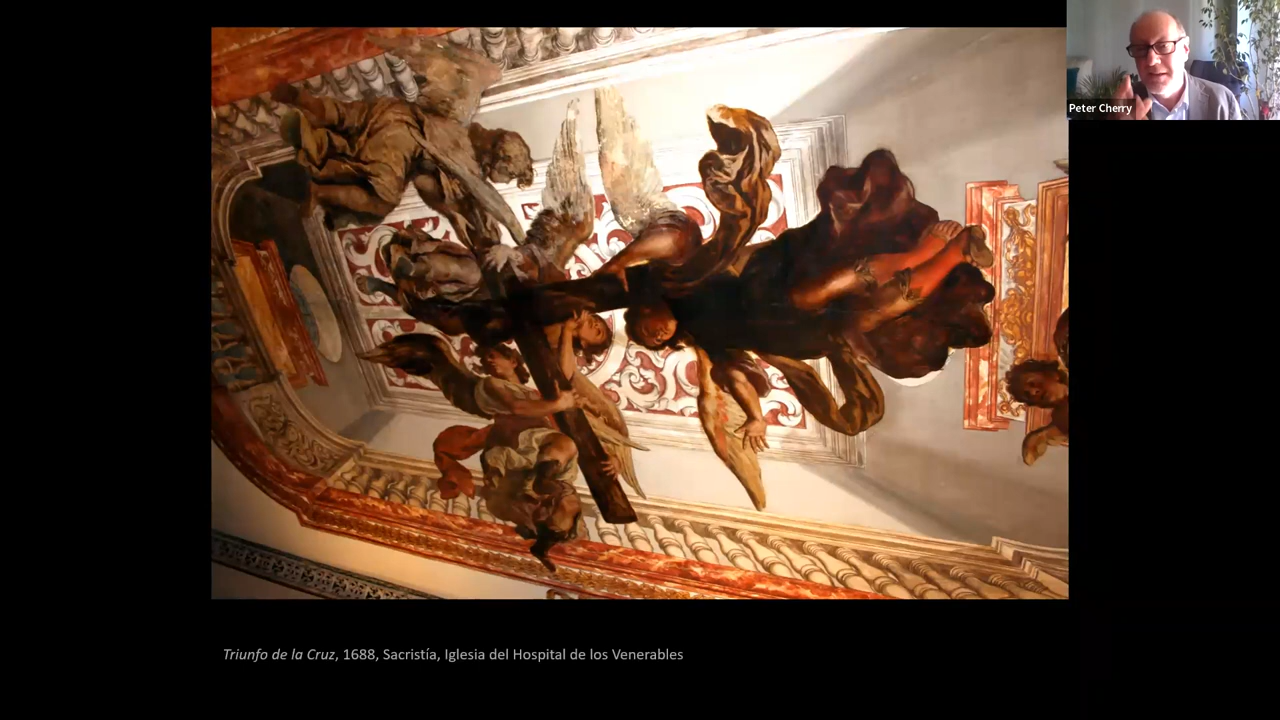 Peter Cherry
Triunfo de la Cruz, 1688, Sacristía, Iglesia del Hospital de los Venerables